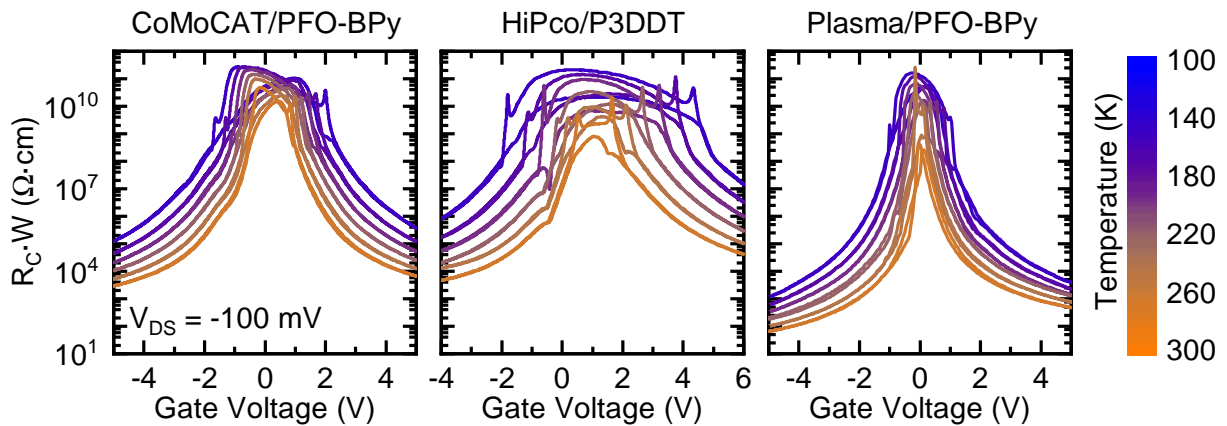 CoMoCAT/PFO-BPy HiPco/P3DDT Plasma/PFO-BPy
R_C·W (Ω·cm)
10^10
10^7
10^4
10^1
V_DS = -100 mV
-4 -2 0 2 4
Gate Voltage (V)
-4 -2 0 2 4 6
Gate Voltage (V)
-4 -2 0 2 4
Gate Voltage (V)
Temperature (K)
100
140
180
220
260
300